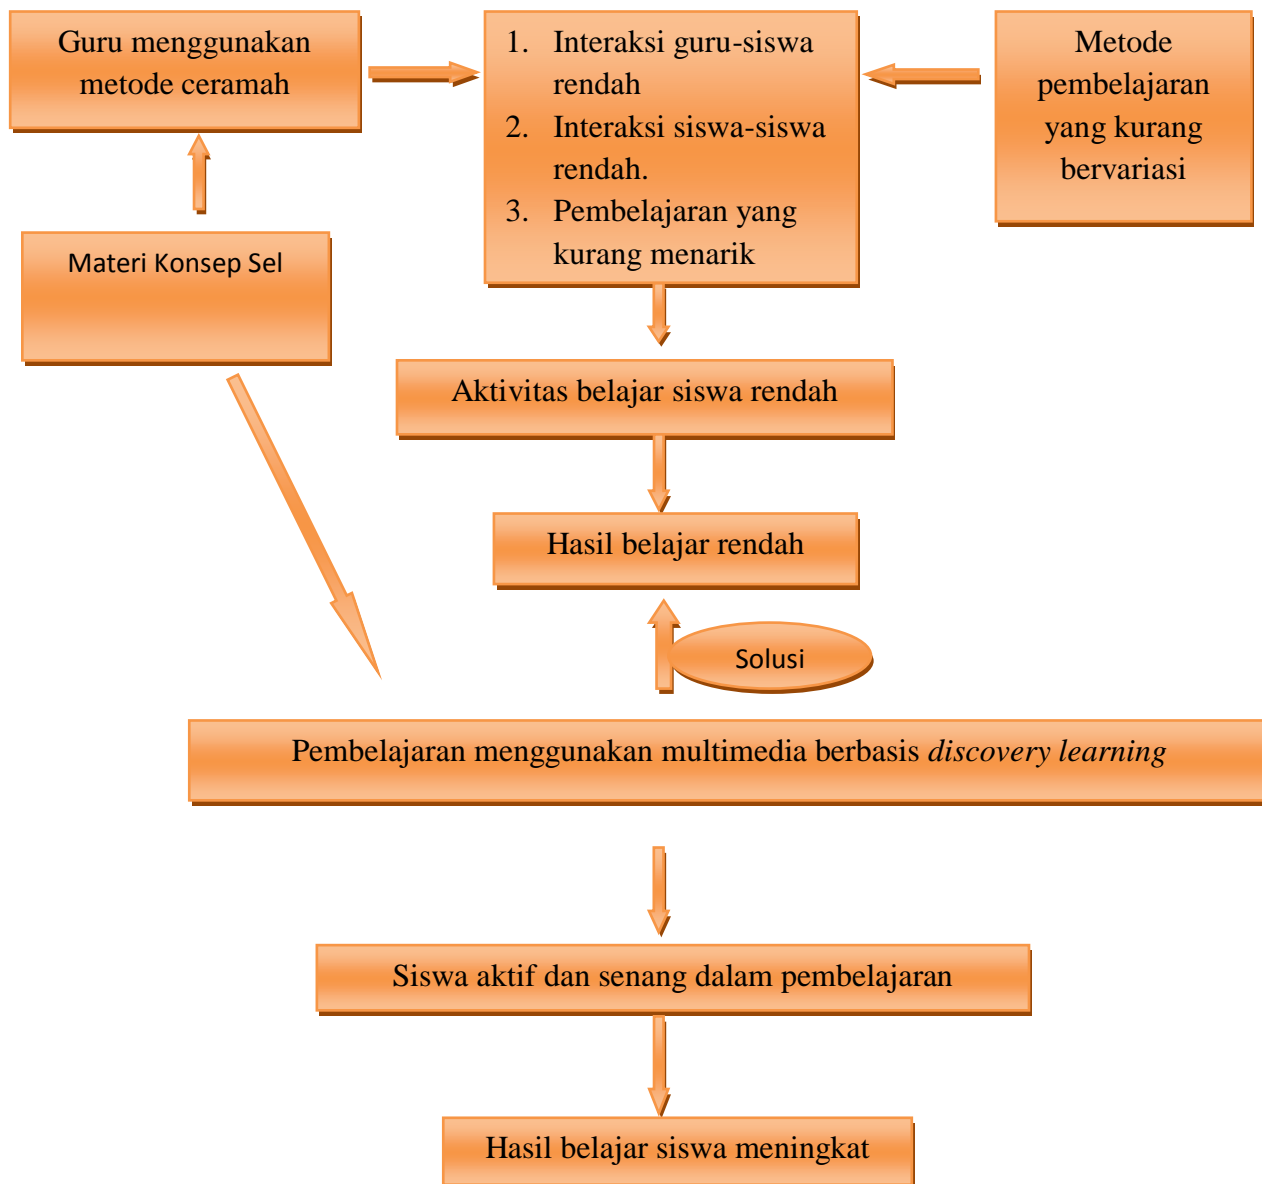 Guru menggunakan
metode ceramah
1. Interaksi guru-siswa
rendah
2. Interaksi siswa-siswa
rendah.
3. Pembelajaran yang
kurang menarik
Metode
pembelajaran
yang kurang
bervariasi
Materi Konsep Sel
Aktivitas belajar siswa rendah
Hasil belajar rendah
Solusi
Pembelajaran menggunakan multimedia berbasis discovery learning
Siswa aktif dan senang dalam pembelajaran
Hasil belajar siswa meningkat